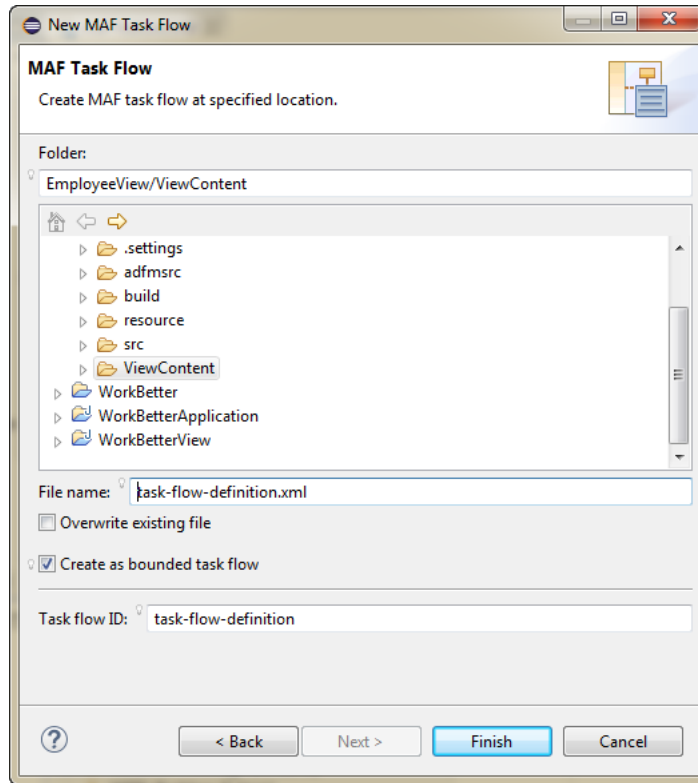 New MAF Task Flow
MAF Task Flow
Create MAF task flow at specified location.
Folder:
EmployeeView/ViewContent
.settings
adfmsrc
build
resource
src
ViewContent
WorkBetter
WorkBetterApplication
WorkBetterView
File name: task-flow-definition.xml
Overwrite existing file
Create as bounded task flow
Task flow ID: task-flow-definition
? < Back Next > Finish Cancel